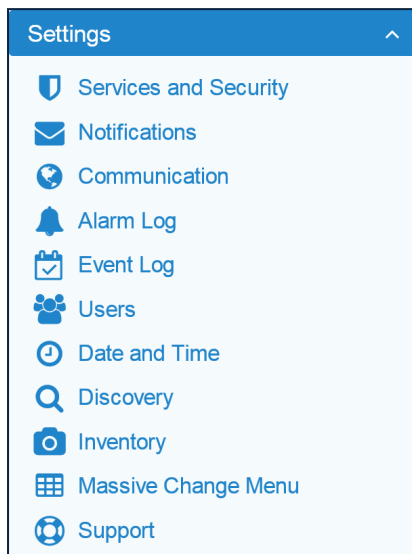 Settings
Services and Security
Notifications
Communication
Alarm Log
Event Log
Users
Date and Time
Discovery
Inventory
Massive Change Menu
Support